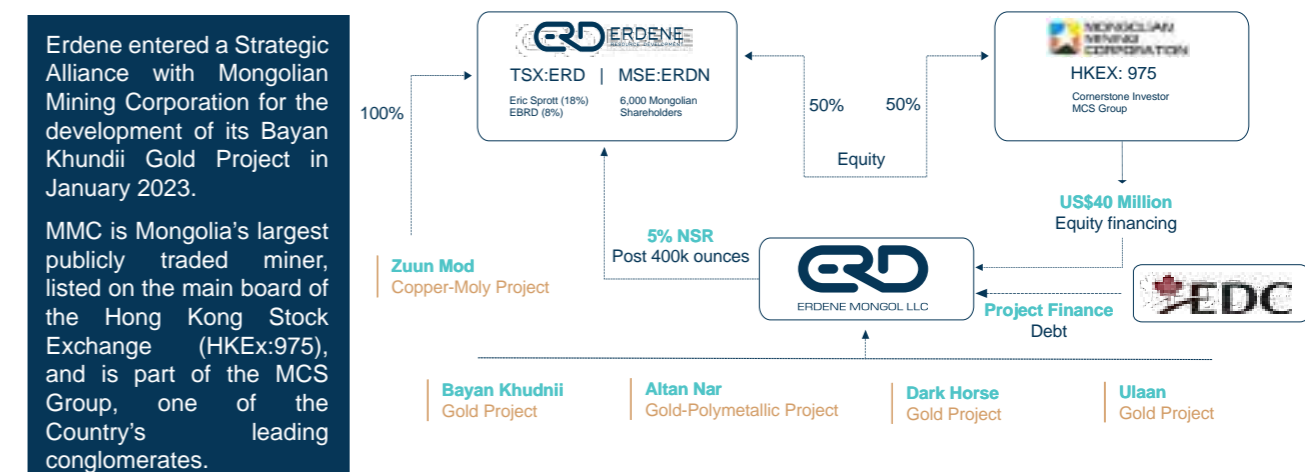 Erdene entered a Strategic
Alliance with Mongolian
Mining Corporation for the
development of its Bayan
Khundii Gold Project in
January 2023.
MMC is Mongolia's largest
publicly traded miner,
listed on the main board of
the Hong Kong Stock
Exchange (HKEx:975),
and is part of the MCS
Group, one of the
Country's leading
conglomerates.
ERD ERDENE
RESOURCE DEVELOPMENT
TSX:ERD | MSE:ERDN
Eric Sprott (18%)
EBRD (8%)
6,000 Mongolian
Shareholders
MONGOLIAN
MINING
CORPORATION
HKEX: 975
Cornerstone Investor
MCS Group
100%
50%
50%
Equity
US$40 Million
Equity financing
5% NSR
Post 400k ounces
ERD
ERDENE MONGOL LLC
Project Finance
Debt
EDC
Zuun Mod
Copper-Moly Project
Bayan Khudnii
Gold Project
Altan Nar
Gold-Polymetallic Project
Dark Horse
Gold Project
Ulaan
Gold Project